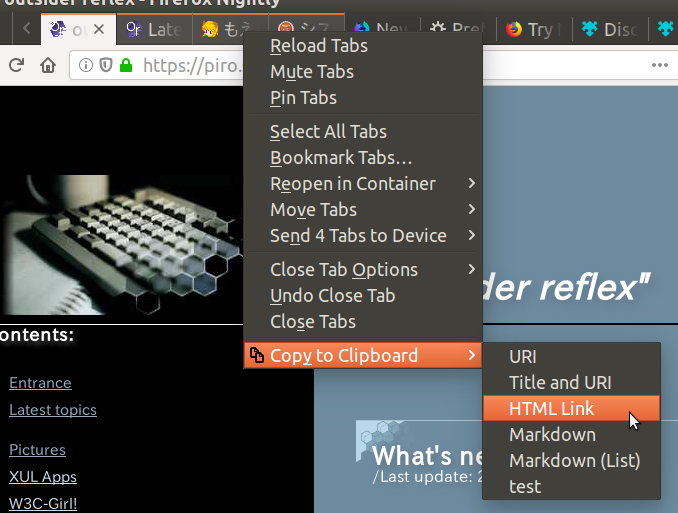 outsider reflex - Firefox Nightly
Late
もえ
シス
New
Pref
Try
Disc
https://piro.
Reload Tabs
Mute Tabs
Pin Tabs
Select All Tabs
Bookmark Tabs...
Reopen in Container
Move Tabs
Send 4 Tabs to Device
Close Tab Options
Undo Close Tab
Close Tabs
Copy to Clipboard
URI
Title and URI
HTML Link
Markdown
Markdown (List)
test
der reflex"
ontents:
Entrance
Latest topics
Pictures
XUL Apps
W3C-Girl!
What's ne
/Last update: 2